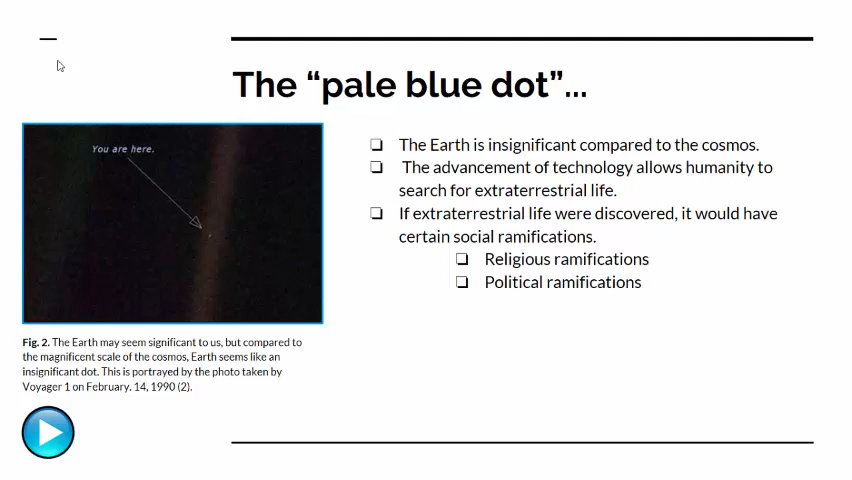 The “pale blue dot”...
You are here.
The Earth is insignificant compared to the cosmos.
The advancement of technology allows humanity to
search for extraterrestrial life.
If extraterrestrial life were discovered, it would have
certain social ramifications.
Religious ramifications
Political ramifications
Fig. 2. The Earth may seem significant to us, but compared to
the magnificent scale of the cosmos, Earth seems like an
insignificant dot. This is portrayed by the photo taken by
Voyager 1 on February. 14, 1990 (2).